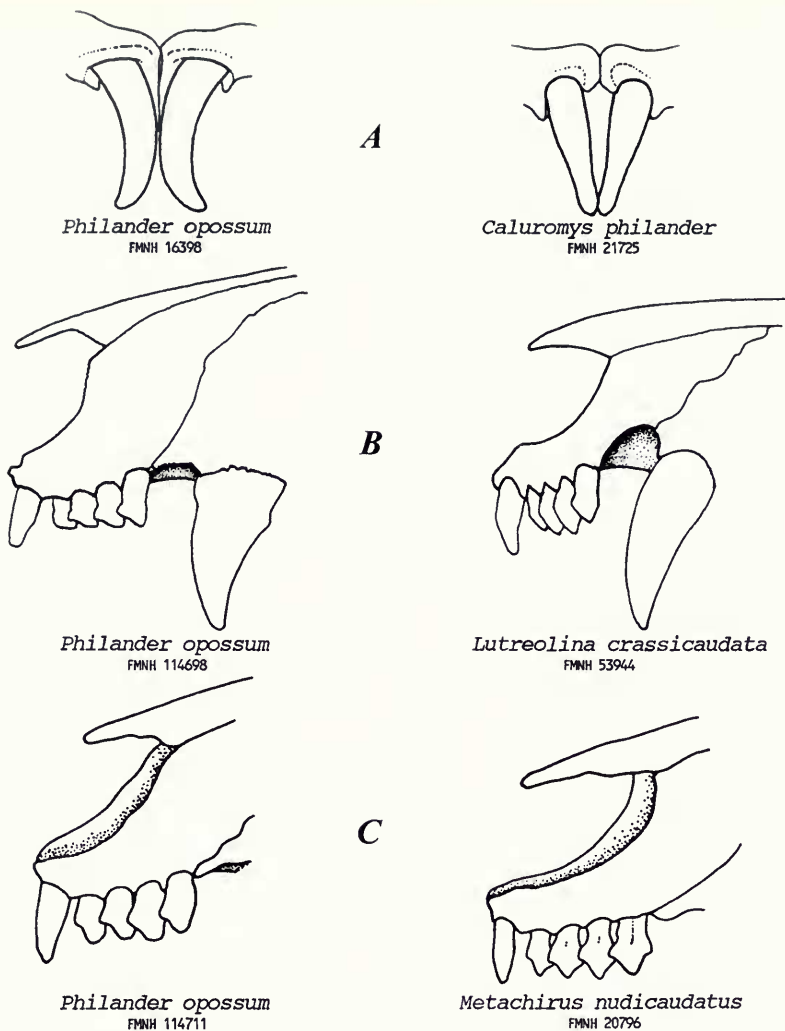 A
Philander opossum
FMNH 16398
Caluromys philander
FMNH 21725
B
Philander opossum
FMNH 114698
Lutreolina crassicaudata
FMNH 53944
C
Philander opossum
FMNH 114711
Metachirus nudicaudatus
FMNH 20796